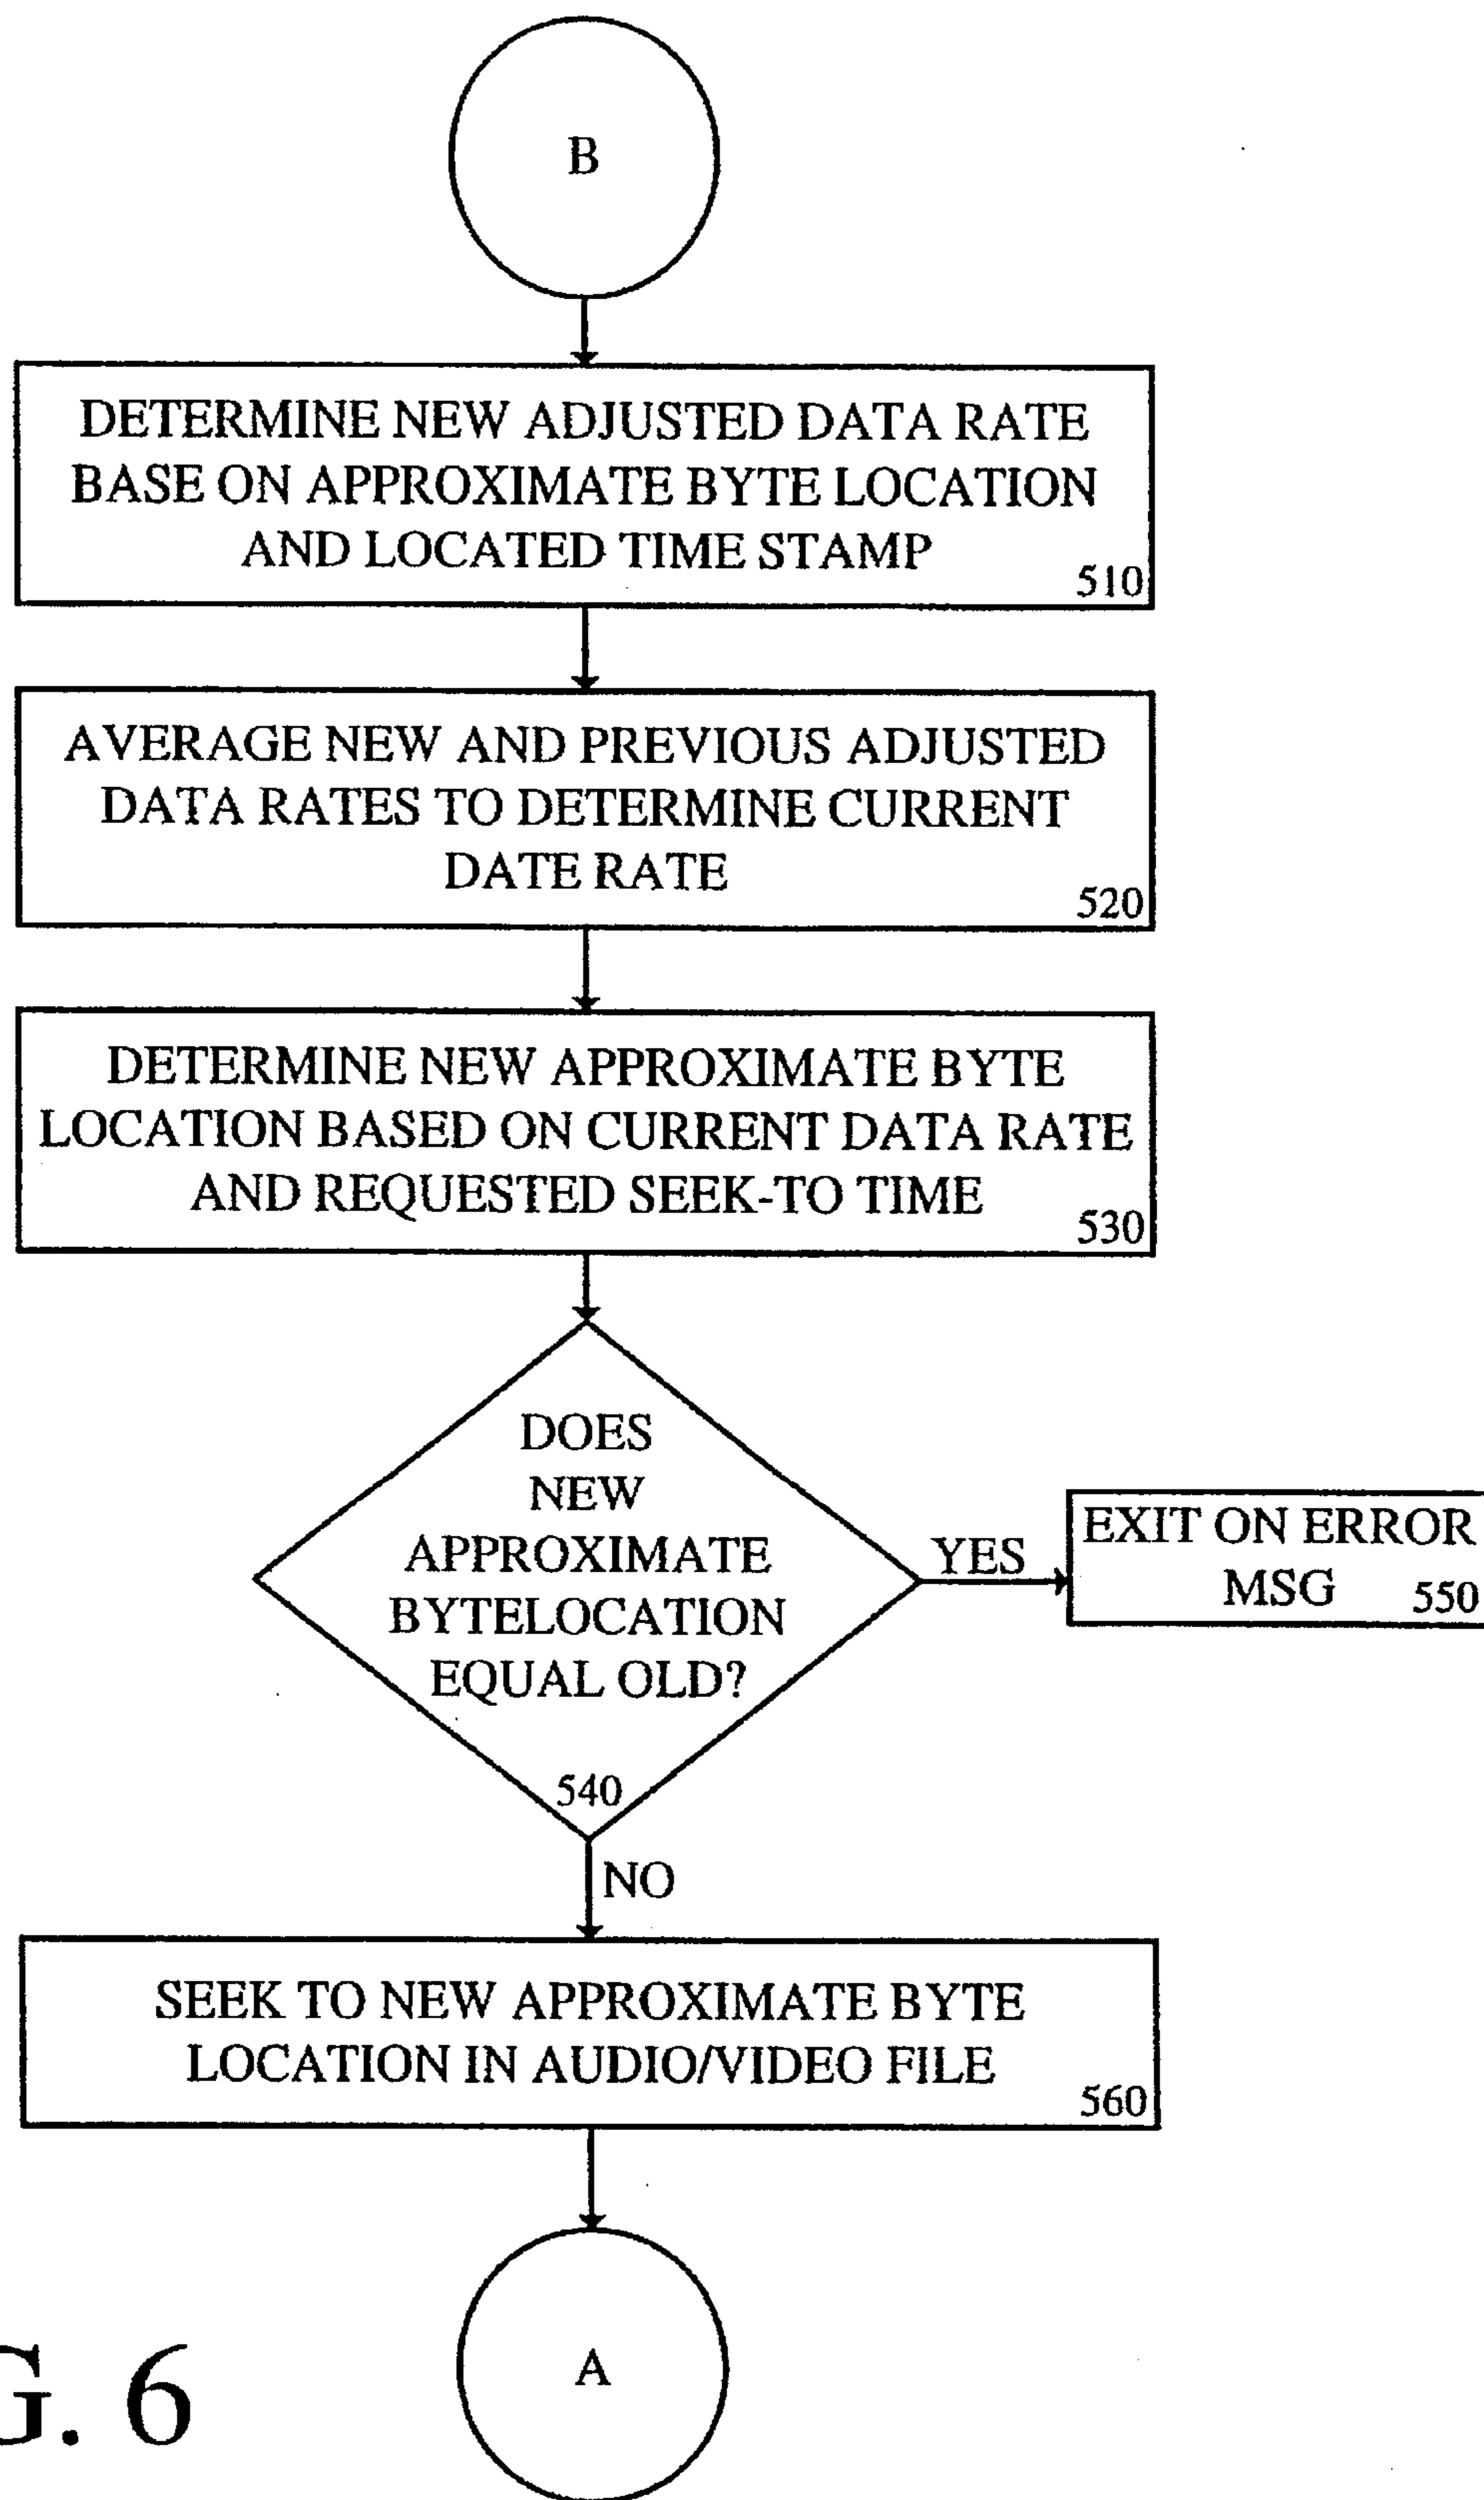 B
DETERMINE NEW ADJUSTED DATA RATE
BASE ON APPROXIMATE BYTE LOCATION
AND LOCATED TIME STAMP
510
AVERAGE NEW AND PREVIOUS ADJUSTED
DATA RATES TO DETERMINE CURRENT
DATE RATE
520
DETERMINE NEW APPROXIMATE BYTE
LOCATION BASED ON CURRENT DATA RATE
AND REQUESTED SEEK-TO TIME
530
DOES
NEW
APPROXIMATE
BYTELOCATION
EQUAL OLD?
540
YES
EXIT ON ERROR
MSG
550
NO
SEEK TO NEW APPROXIMATE BYTE
LOCATION IN AUDIO/VIDEO FILE
560
A
G. 6